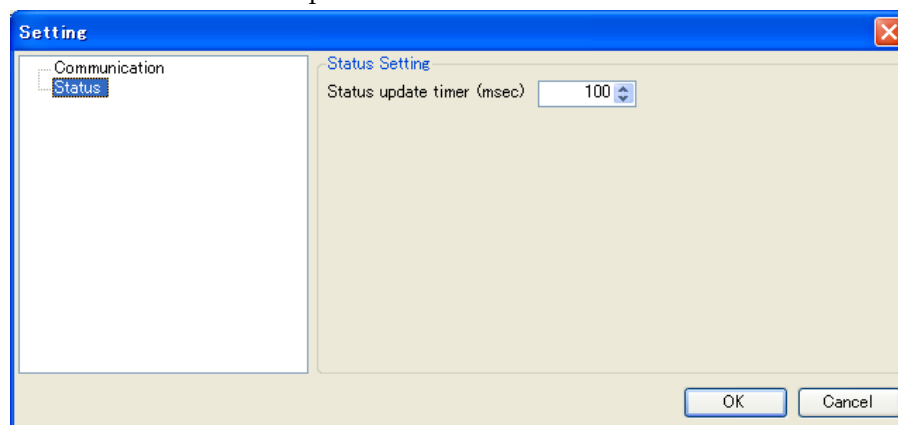 Setting
Communication
Status
Status Setting
Status update timer (msec) 100
OK Cancel